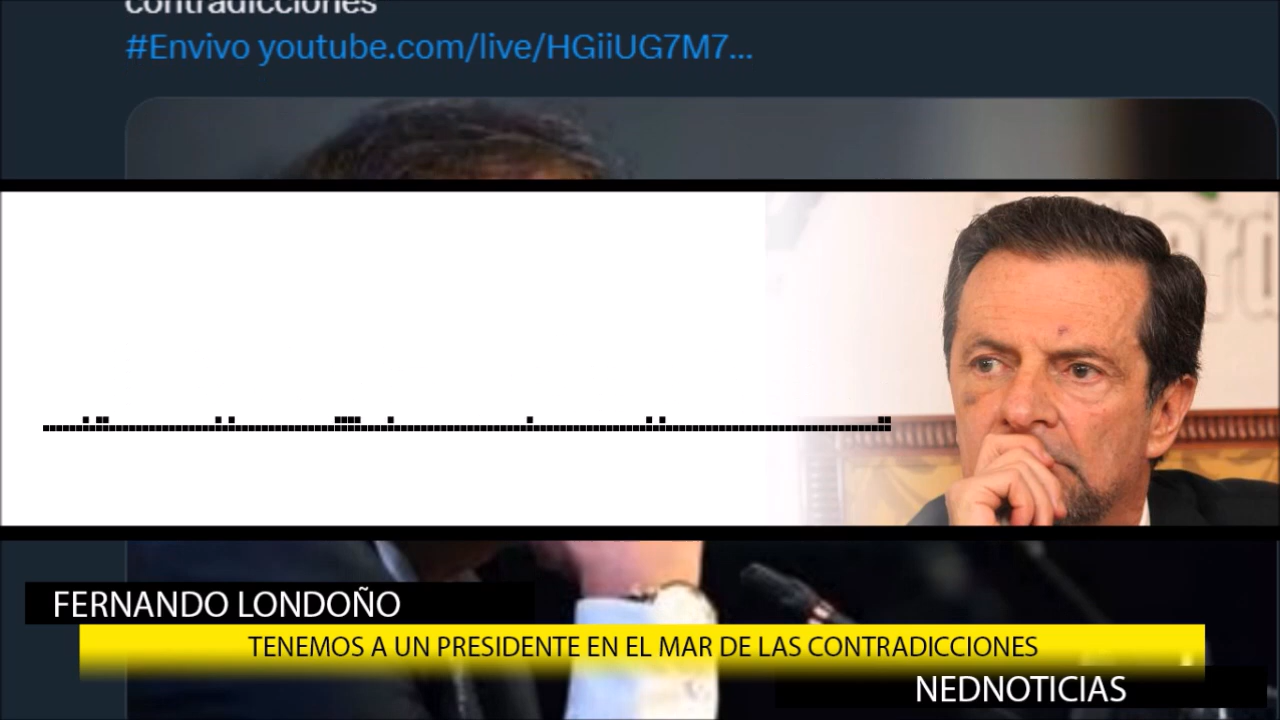 contradicciones
#Envivo youtube.com/live/HGiiUG7M7...
FERNANDO LONDOÑO
TENEMOS A UN PRESIDENTE EN EL MAR DE LAS CONTRADICCIONES
NEDNOTICIAS